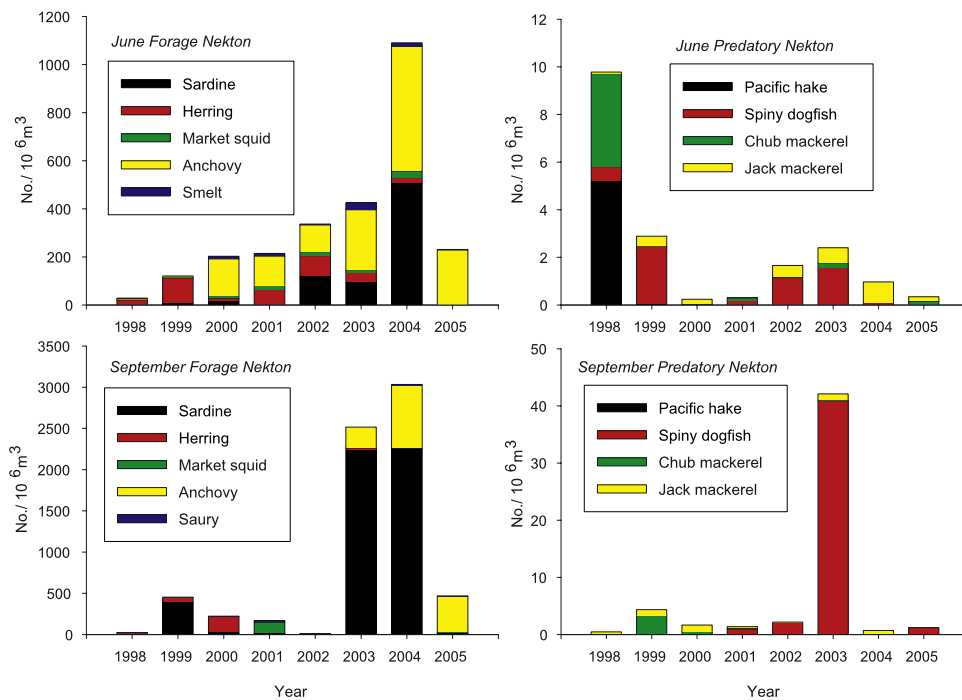 June Forage Nekton
Sardine
Herring
Market squid
Anchovy
Smelt
No./ 10 ⁶m³
1200
1000
800
600
400
200
0
1998 1999 2000 2001 2002 2003 2004 2005
June Predatory Nekton
Pacific hake
Spiny dogfish
Chub mackerel
Jack mackerel
No./ 10 ⁶m³
12
10
8
6
4
2
0
1998 1999 2000 2001 2002 2003 2004 2005
September Forage Nekton
Sardine
Herring
Market squid
Anchovy
Saury
No./ 10 ⁶m³
3500
3000
2500
2000
1500
1000
500
0
1998 1999 2000 2001 2002 2003 2004 2005
Year
September Predatory Nekton
Pacific hake
Spiny dogfish
Chub mackerel
Jack mackerel
No./ 10 ⁶m³
50
40
30
20
10
0
1998 1999 2000 2001 2002 2003 2004 2005
Year